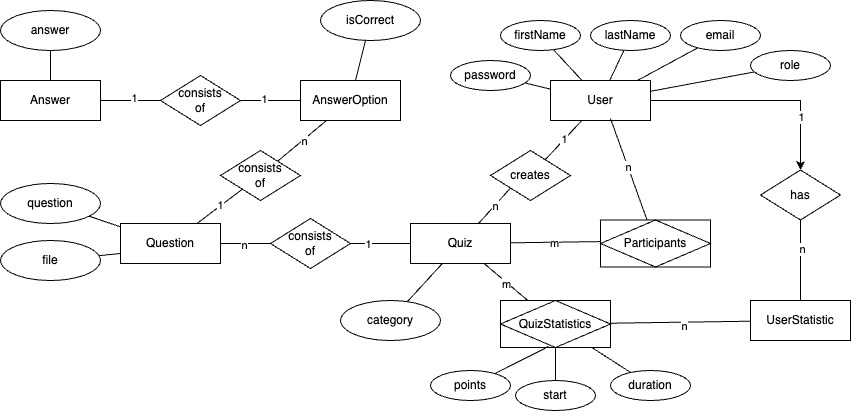 answer
isCorrect
firstName
lastName
email
password
role
Answer
1
consists
of
1
AnswerOption
User
1
n
1
n
consists
of
creates
1
question
1
n
has
Question
n
consists
of
1
Quiz
m
Participants
n
file
m
category
QuizStatistics
n
UserStatistic
points
start
duration